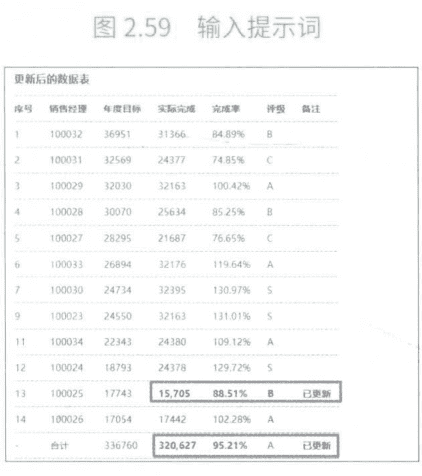 图 2.59 输入提示词
更新后的数据表
序号 销售经理 年度目标 实际完成 完成率 评级 备注
1 100032 36951 31366 84.89% B
2 100031 32569 24377 74.85% C
3 100029 32030 32163 100.42% A
4 100028 30070 25634 85.25% B
5 100027 28295 21687 76.65% C
6 100033 26894 32176 119.64% A
7 100030 24734 32395 130.97% S
9 100023 24550 32163 131.01% S
11 100034 22343 24380 109.12% A
12 100024 18793 24378 129.72% S
13 100025 17743 15,705 88.51% B 已更新
14 100026 17054 17442 102.28% A
- 合计 336760 320,627 95.21% A 已更新